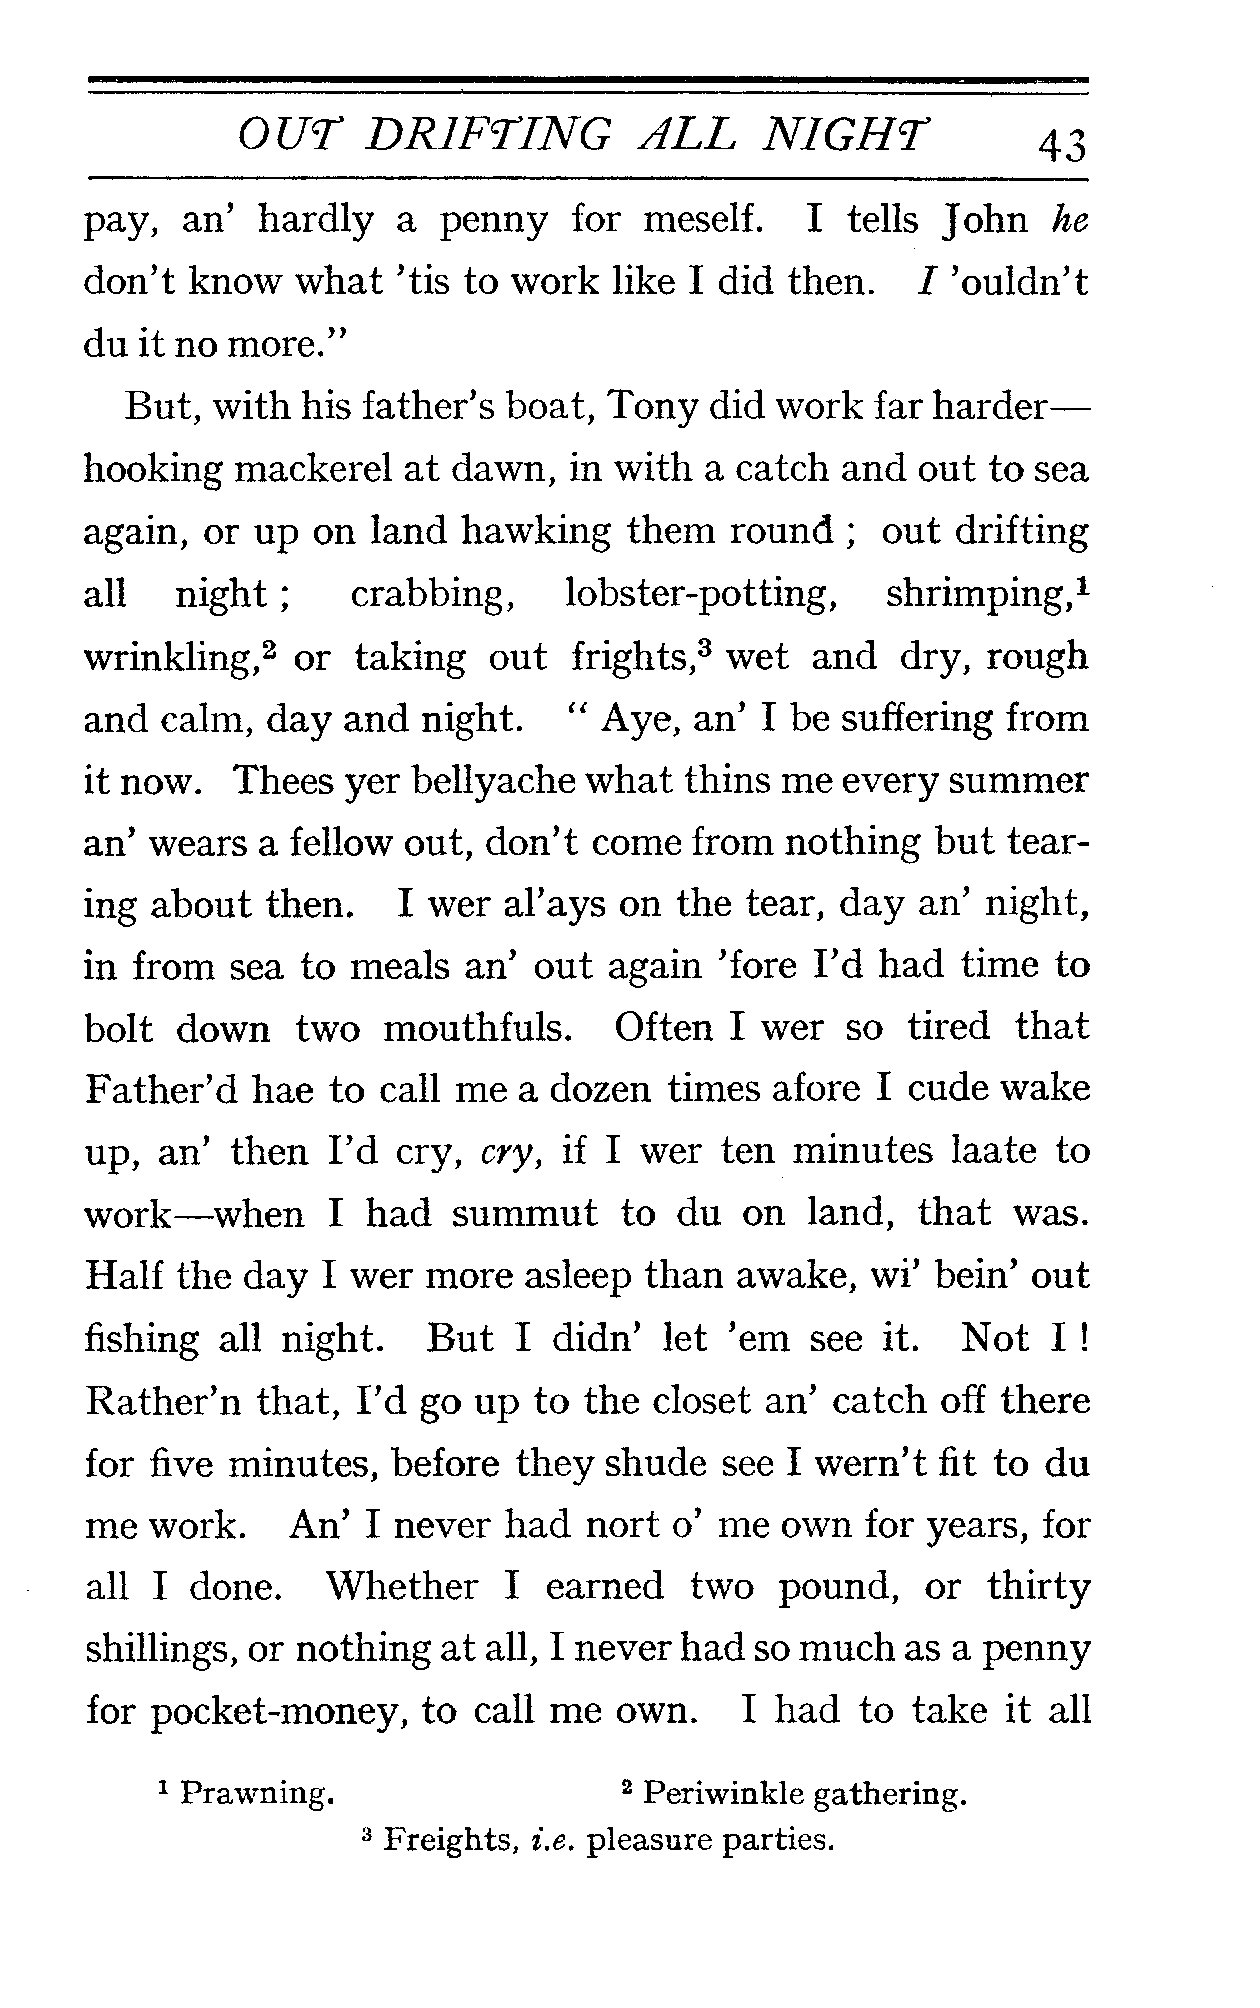 OUT DRIFTING ALL NIGHT 43
pay, an' hardly a penny for meself. I tells John he
don't know what 'tis to work like I did then. I 'ouldn't
du it no more."
But, with his father's boat, Tony did work far harder—
hooking mackerel at dawn, in with a catch and out to sea
again, or up on land hawking them round ; out drifting
all night ; crabbing, lobster-potting, shrimping,¹
wrinkling,² or taking out frights,³ wet and dry, rough
and calm, day and night. " Aye, an' I be suffering from
it now. Thees yer bellyache what thins me every summer
an' wears a fellow out, don't come from nothing but tear-
ing about then. I wer al'ays on the tear, day an' night,
in from sea to meals an' out again 'fore I'd had time to
bolt down two mouthfuls. Often I wer so tired that
Father'd hae to call me a dozen times afore I cude wake
up, an' then I'd cry, cry, if I wer ten minutes laate to
work—when I had summut to du on land, that was.
Half the day I wer more asleep than awake, wi' bein' out
fishing all night. But I didn' let 'em see it. Not I !
Rather'n that, I'd go up to the closet an' catch off there
for five minutes, before they shude see I wern't fit to du
me work. An' I never had nort o' me own for years, for
all I done. Whether I earned two pound, or thirty
shillings, or nothing at all, I never had so much as a penny
for pocket-money, to call me own. I had to take it all
¹ Prawning. ² Periwinkle gathering.
³ Freights, i.e. pleasure parties.